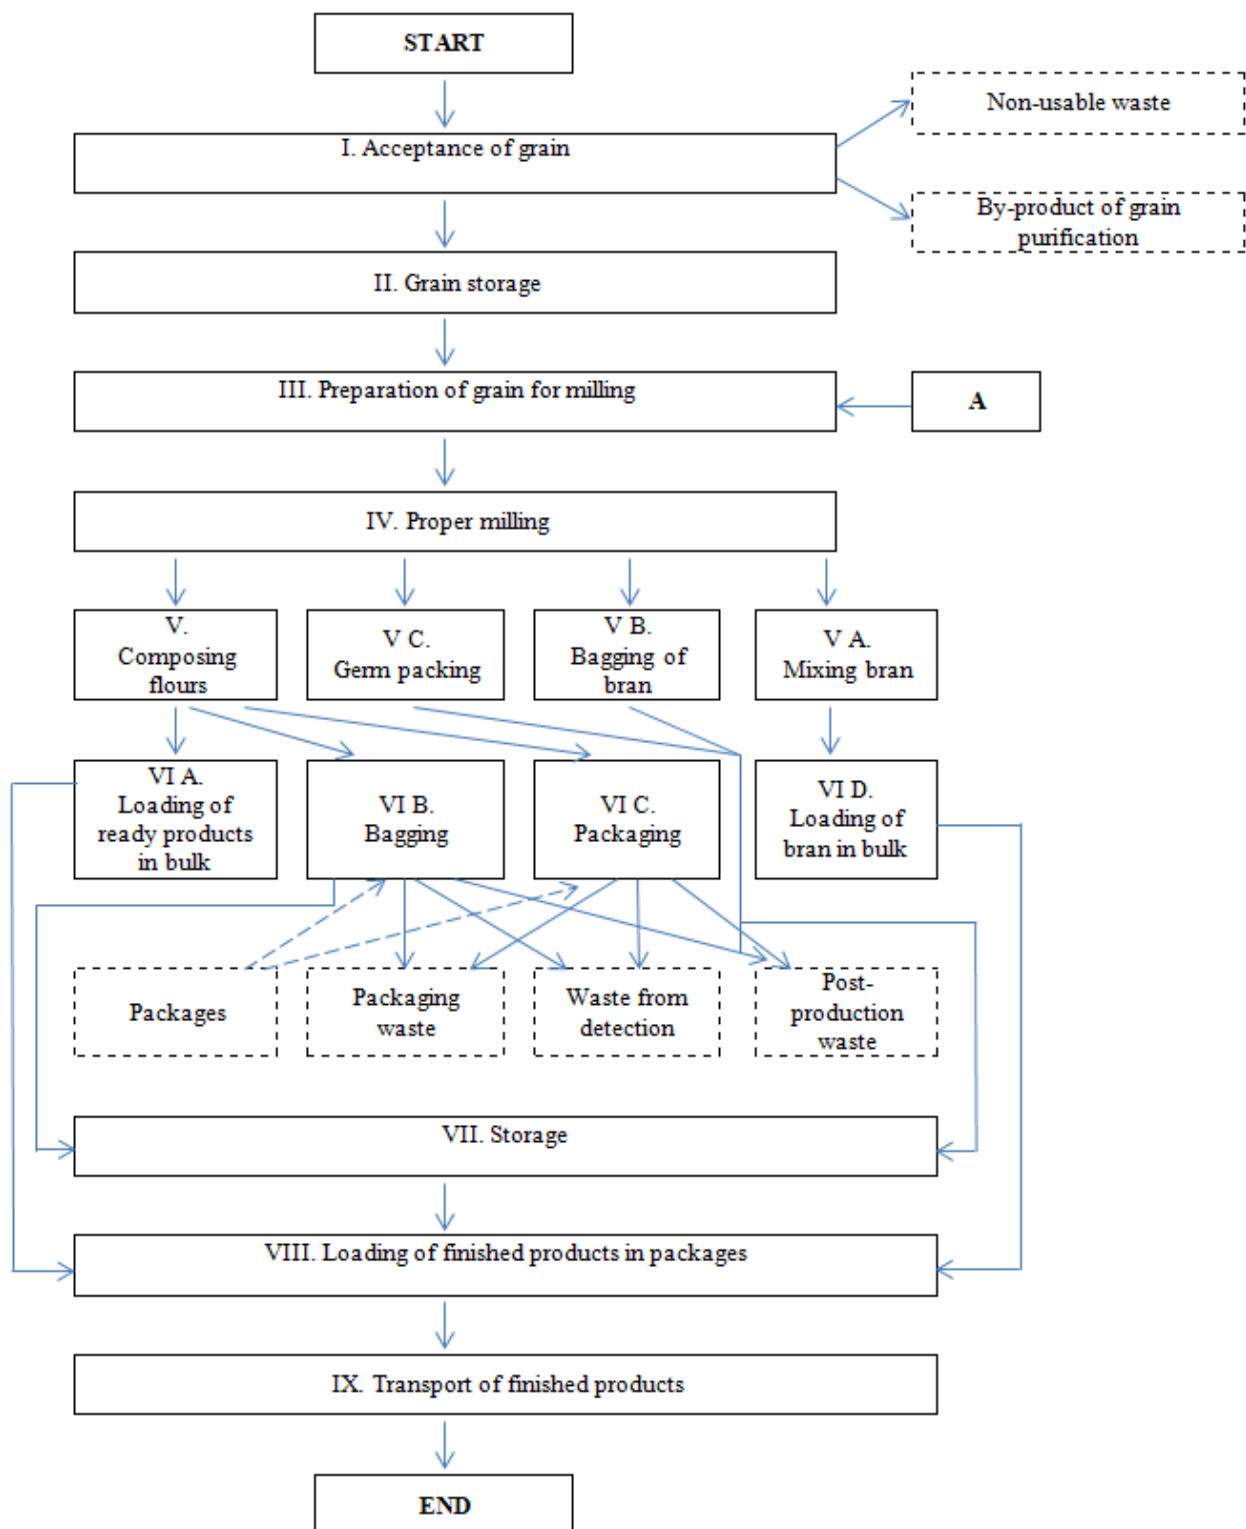 START
Non-usable waste
I. Acceptance of grain
By-product of grain
purification
II. Grain storage
III. Preparation of grain for milling
A
IV. Proper milling
V.
Composing
flours
V C.
Germ packing
V B.
Bagging of
bran
V A.
Mixing bran
VI A.
Loading of
ready products
in bulk
VI B.
Bagging
VI C.
Packaging
VI D.
Loading of
bran in bulk
Packages
Packaging
waste
Waste from
detection
Post-
production
waste
VII. Storage
VIII. Loading of finished products in packages
IX. Transport of finished products
END